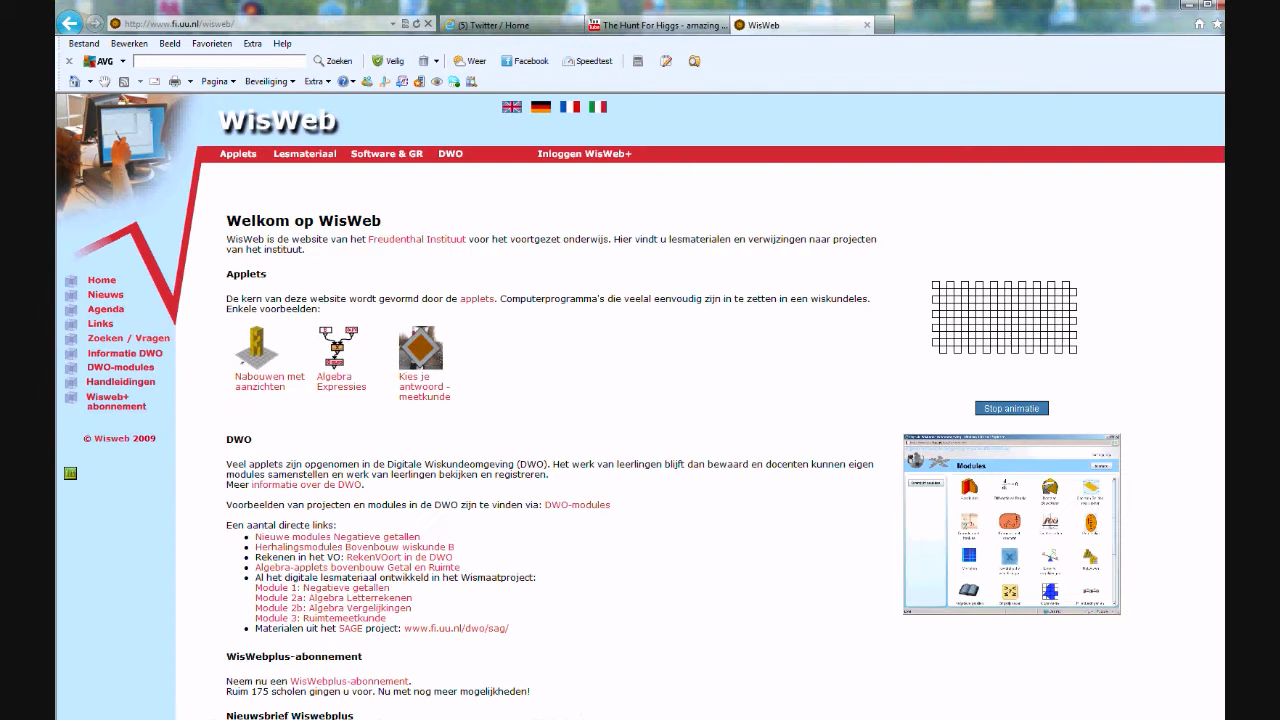 http://www.fi.uu.nl/wisweb/
(5) Twitter / Home
The Hunt For Higgs - amazing ...
WisWeb
Bestand Bewerken Beeld Favorieten Extra Help
AVG Zoeken Veilig Weer Facebook Speedtest
Pagina Beveiliging Extra
WisWeb
Applets Lesmateriaal Software & GR DWO Inloggen WisWeb+
Home
Nieuws
Agenda
Links
Zoeken / Vragen
Informatie DWO
DWO-modules
Handleidingen
Wisweb+
abonnement
© Wisweb 2009
Welkom op WisWeb
WisWeb is de website van het Freudenthal Instituut voor het voortgezet onderwijs. Hier vindt u lesmaterialen en verwijzingen naar projecten
van het instituut.
Applets
De kern van deze website wordt gevormd door de applets. Computerprogramma's die veelal eenvoudig zijn in te zetten in een wiskundeles.
Enkele voorbeelden:
Nabouwen met
aanzichten
Algebra
Expressies
Kies je
antwoord -
meetkunde
DWO
Veel applets zijn opgenomen in de Digitale Wiskundeomgeving (DWO). Het werk van leerlingen blijft dan bewaard en docenten kunnen eigen
modules samenstellen en werk van leerlingen bekijken en registreren.
Meer informatie over de DWO.
Voorbeelden van projecten en modules in de DWO zijn te vinden via: DWO-modules
Een aantal directe links:
Nieuwe modules Negatieve getallen
Herhalingsmodules Bovenbouw wiskunde B
Rekenen in het VO: RekenVOort in de DWO
Algebra-applets bovenbouw Getal en Ruimte
Al het digitale lesmateriaal ontwikkeld in het Wismaatproject:
Module 1: Negatieve getallen
Module 2a: Algebra Letterrekenen
Module 2b: Algebra Vergelijkingen
Module 3: Ruimtemeetkunde
Materialen uit het SAGE project: www.fi.uu.nl/dwo/sag/
WisWebplus-abonnement
Neem nu een WisWebplus-abonnement.
Ruim 175 scholen gingen u voor. Nu met nog meer mogelijkheden!
Nieuwsbrief Wiswebplus
Stop animatie
Modules